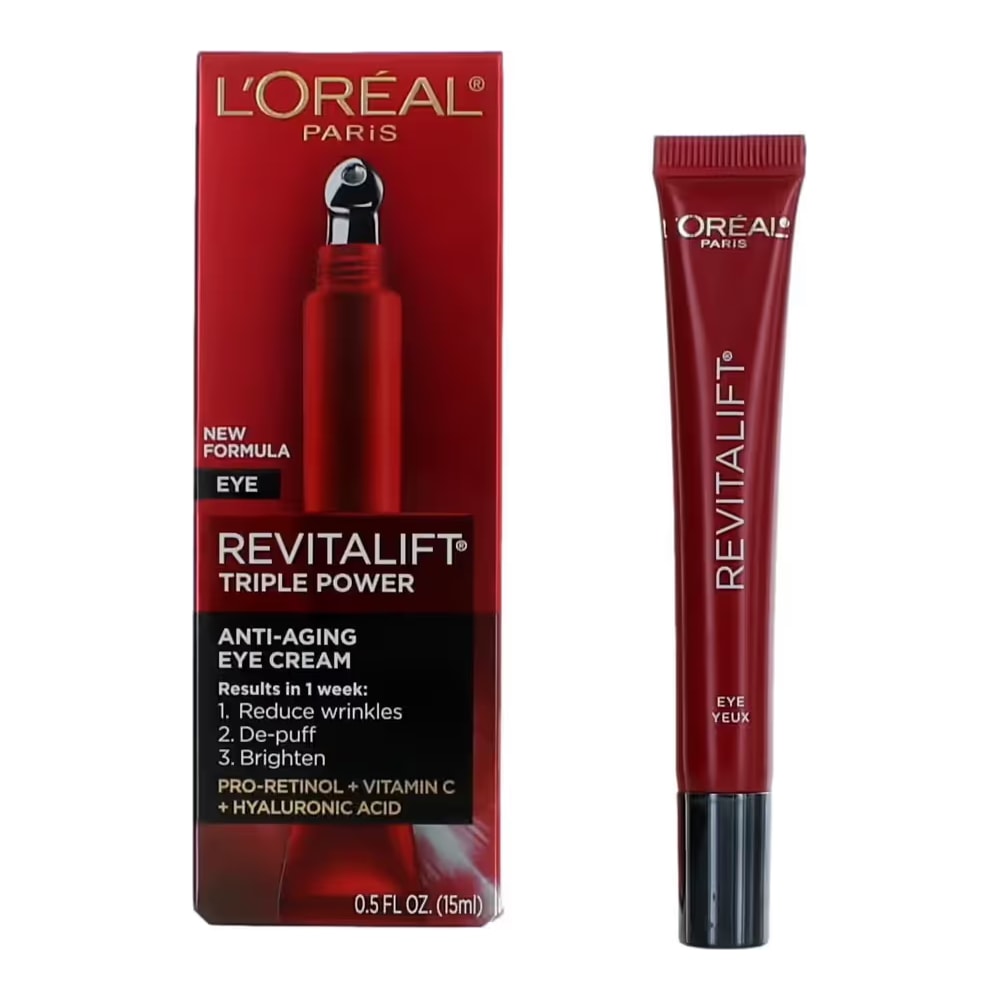 L'ORÉAL®
PARiS
NEW
FORMULA
EYE
REVITALIFT®
TRIPLE POWER
ANTI-AGING
EYE CREAM
Results in 1 week:
1. Reduce wrinkles
2. De-puff
3. Brighten
PRO-RETINOL + VITAMIN C
+ HYALURONIC ACID
0.5 FL OZ. (15ml)
L'ORÉAL®
PARIS
REVITALIFT®
EYE
YEUX